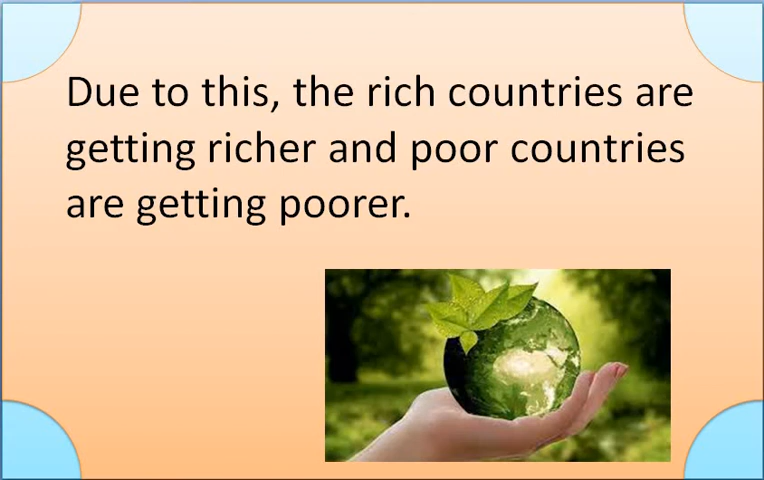 Due to this, the rich countries are
getting richer and poor countries
are getting poorer.